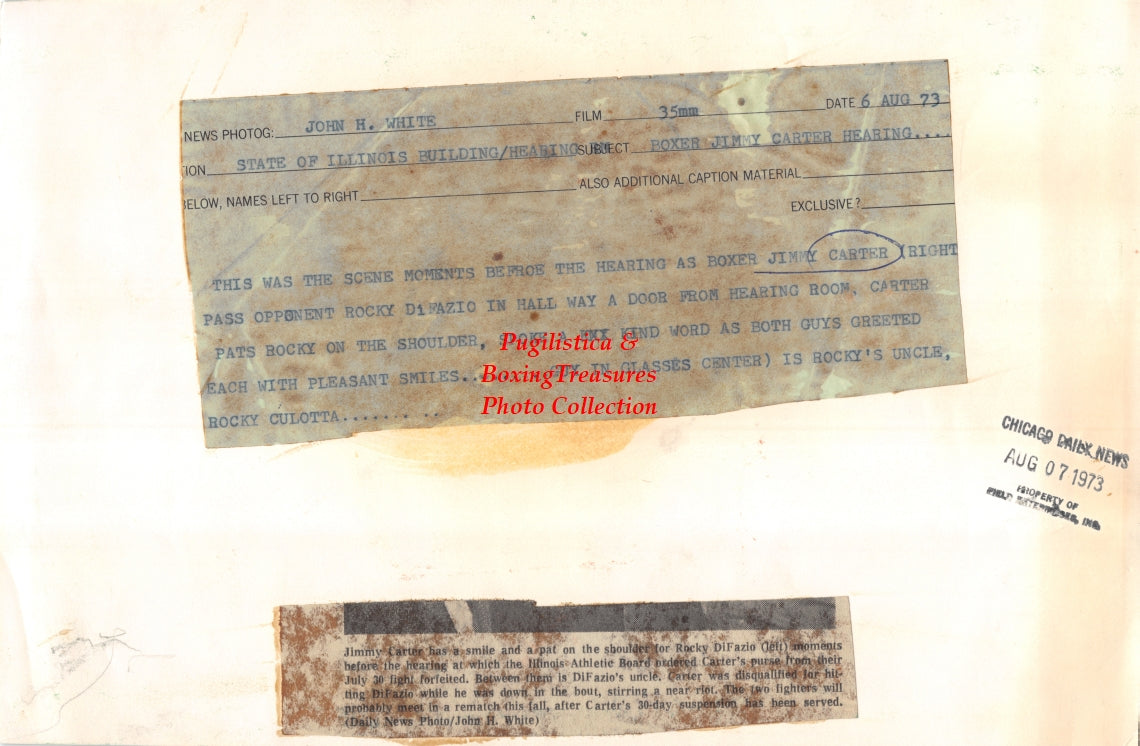 NEWS PHOTOG: JOHN H. WHITE FILM 35mm DATE 6 AUG 73
ION STATE OF ILLINOIS BUILDING/HEARING SUBJECT BOXER JIMMY CARTER HEARING....
BELOW, NAMES LEFT TO RIGHT ALSO ADDITIONAL CAPTION MATERIAL
EXCLUSIVE?
THIS WAS THE SCENE MOMENTS BEFROE THE HEARING AS BOXER JIMMY CARTER (RIGHT
PASS OPPONENT ROCKY DiFAZIO IN HALL WAY A DOOR FROM HEARING ROOM. CARTER
PATS ROCKY ON THE SHOULDER, KIND WORD AS BOTH GUYS GREETED
EACH WITH PLEASANT SMILES.. IN GLASSES CENTER) IS ROCKY'S UNCLE,
ROCKY CULOTTA....... ..
Pugilistica &
BoxingTreasures
Photo Collection
CHICAGO DAILY NEWS
AUG 07 1973
PROPERTY OF
FIELD ENTERPRISES, INC.
Jimmy Carter has a smile and a pat on the shoulder for Rocky DiFazio (left) moments
before the hearing at which the Illinois Athletic Board ordered Carter's purse from their
July 30 fight forfeited. Between them is DiFazio's uncle. Carter was disqualified for hit-
ting DiFazio while he was down in the bout, stirring a near riot. The two fighters will
probably meet in a rematch this fall, after Carter's 30-day suspension has been served.
(Daily News Photo/John H. White)